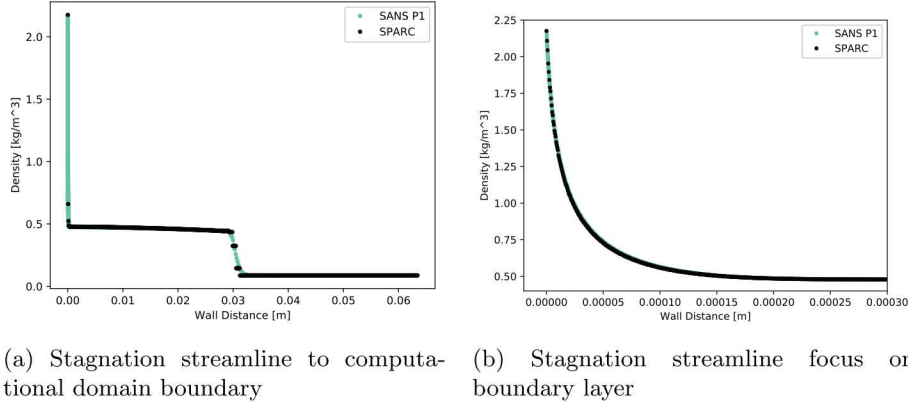 SANS P1
SPARC
2.0
1.5
1.0
0.5
0.0
Density [kg/m^3]
0.00 0.01 0.02 0.03 0.04 0.05 0.06
Wall Distance [m]
(a) Stagnation streamline to computa-
tional domain boundary
2.25
2.00
1.75
1.50
1.25
1.00
0.75
0.50
Density [kg/m^3]
SANS P1
SPARC
0.00000 0.00005 0.00010 0.00015 0.00020 0.00025 0.00030
Wall Distance [m]
(b) Stagnation streamline focus on
boundary layer